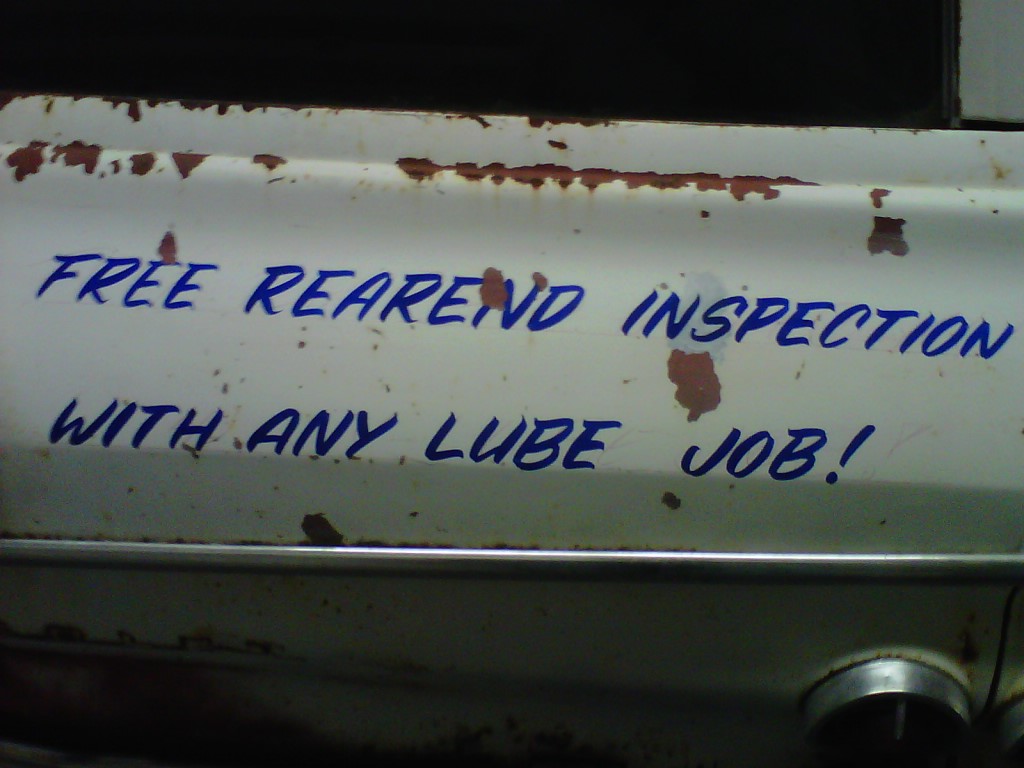 FREE REAREND INSPECTION
WITH ANY LUBE JOB!